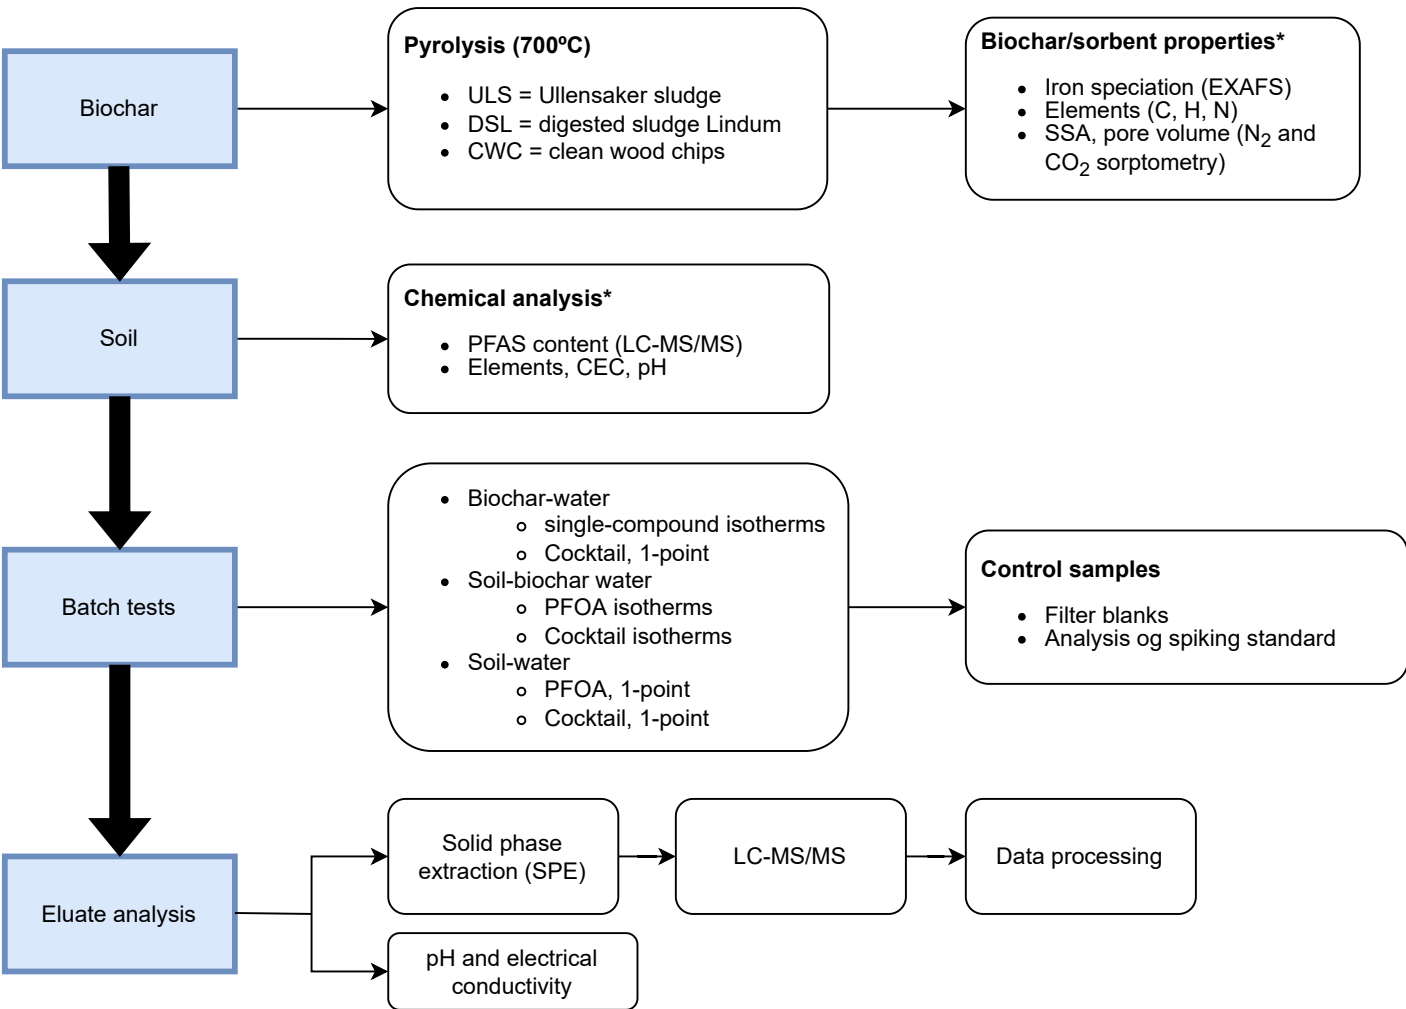 Biochar
Pyrolysis (700ºC)
• ULS = Ullensaker sludge
• DSL = digested sludge Lindum
• CWC = clean wood chips
Biochar/sorbent properties*
• Iron speciation (EXAFS)
• Elements (C, H, N)
• SSA, pore volume (N2 and
CO2 sorptometry)
Soil
Chemical analysis*
• PFAS content (LC-MS/MS)
• Elements, CEC, pH
Batch tests
• Biochar-water
o single-compound isotherms
o Cocktail, 1-point
• Soil-biochar water
o PFOA isotherms
o Cocktail isotherms
• Soil-water
o PFOA, 1-point
o Cocktail, 1-point
Control samples
• Filter blanks
• Analysis og spiking standard
Eluate analysis
Solid phase
extraction (SPE)
LC-MS/MS
Data processing
pH and electrical
conductivity